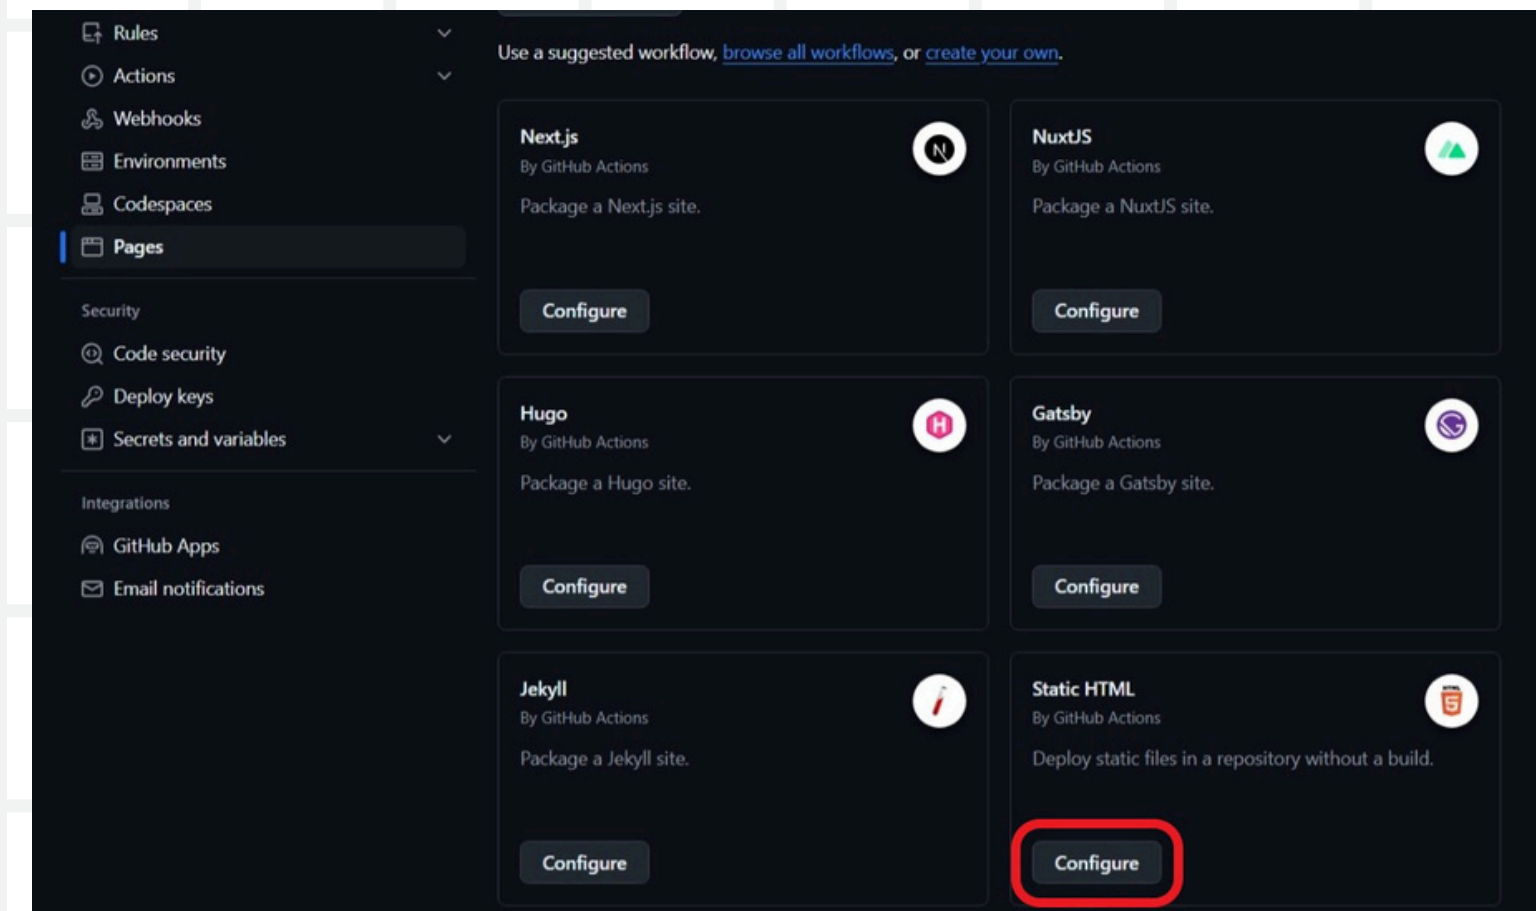 Rules
Actions
Webhooks
Environments
Codespaces
Pages
Security
Code security
Deploy keys
Secrets and variables
Integrations
GitHub Apps
Email notifications
Use a suggested workflow, browse all workflows, or create your own.
Next.js
By GitHub Actions
Package a Next.js site.
Configure
NuxtJS
By GitHub Actions
Package a NuxtJS site.
Configure
Hugo
By GitHub Actions
Package a Hugo site.
Configure
Gatsby
By GitHub Actions
Package a Gatsby site.
Configure
Jekyll
By GitHub Actions
Package a Jekyll site.
Configure
Static HTML
By GitHub Actions
Deploy static files in a repository without a build.
Configure